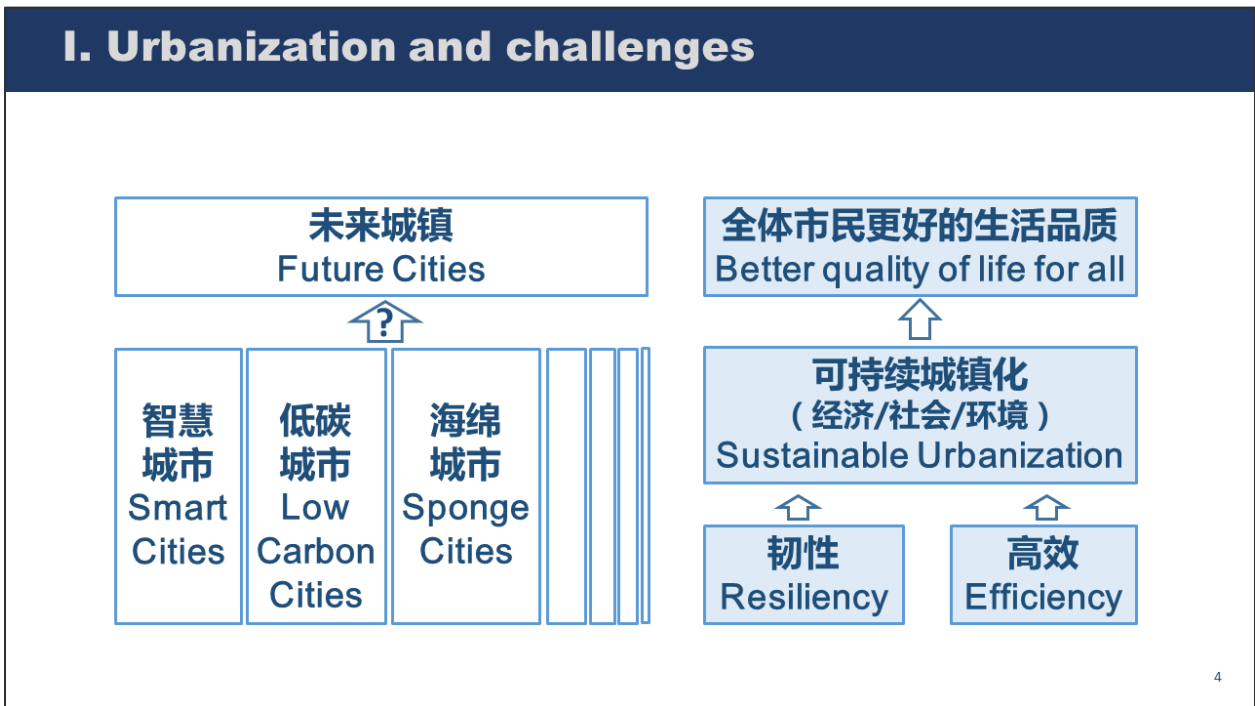 I. Urbanization and challenges
未来城镇
Future Cities
?
智慧
城市
Smart
Cities
低碳
城市
Low
Carbon
Cities
海绵
城市
Sponge
Cities
全体市民更好的生活品质
Better quality of life for all
可持续城镇化
（经济/社会/环境）
Sustainable Urbanization
韧性
Resiliency
高效
Efficiency
4